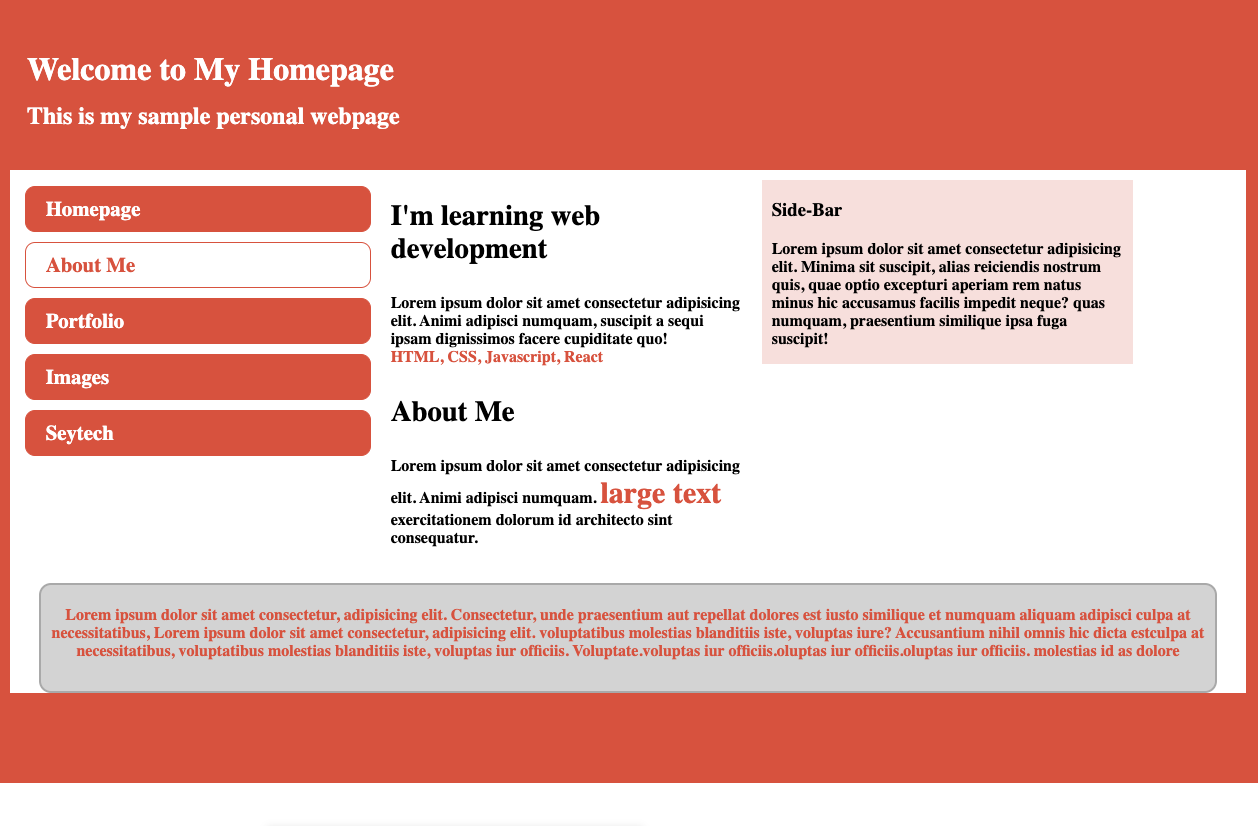 Welcome to My Homepage
This is my sample personal webpage
Homepage
About Me
Portfolio
Images
Seytech
I'm learning web
development
Lorem ipsum dolor sit amet consectetur adipisicing
elit. Animi adipisci numquam, suscipit a sequi
ipsam dignissimos facere cupiditate quo!
HTML, CSS, Javascript, React
About Me
Lorem ipsum dolor sit amet consectetur adipisicing
elit. Animi adipisci numquam. large text
exercitationem dolorum id architecto sint
consequatur.
Side-Bar
Lorem ipsum dolor sit amet consectetur adipisicing
elit. Minima sit suscipit, alias reiciendis nostrum
quis, quae optio excepturi aperiam rem natus
minus hic accusamus facilis impedit neque? quas
numquam, praesentium similique ipsa fuga
suscipit!
Lorem ipsum dolor sit amet consectetur, adipisicing elit. Consectetur, unde praesentium aut repellat dolores est iusto similique et numquam aliquam adipisci culpa at
necessitatibus, Lorem ipsum dolor sit amet consectetur, adipisicing elit. voluptatibus molestias blanditiis iste, voluptas iure? Accusantium nihil omnis hic dicta estculpa at
necessitatibus, voluptatibus molestias blanditiis iste, voluptas iur officiis. Voluptate.voluptas iur officiis.oluptas iur officiis.oluptas iur officiis. molestias id as dolore